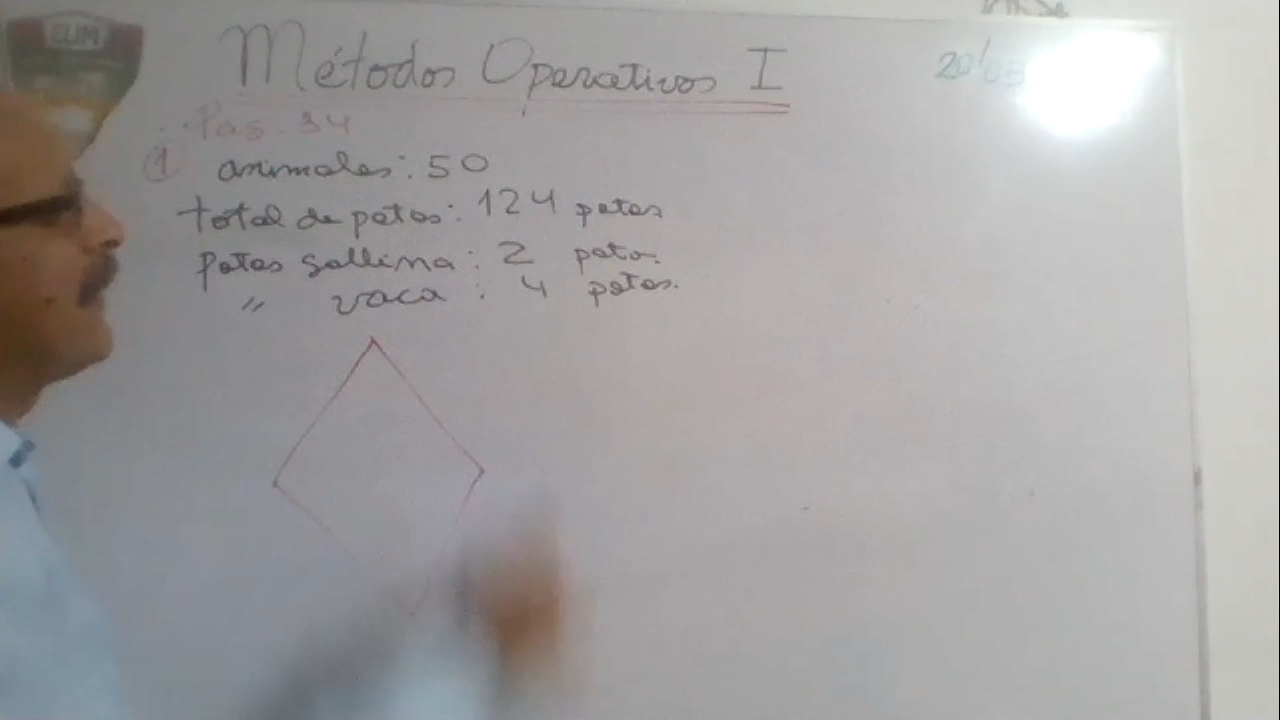 Métodos Operativos I
20/05
Pág. 34
① animales: 50
total de patas: 124 patas
Patas gallina: 2 patas.
" vaca: 4 patas.